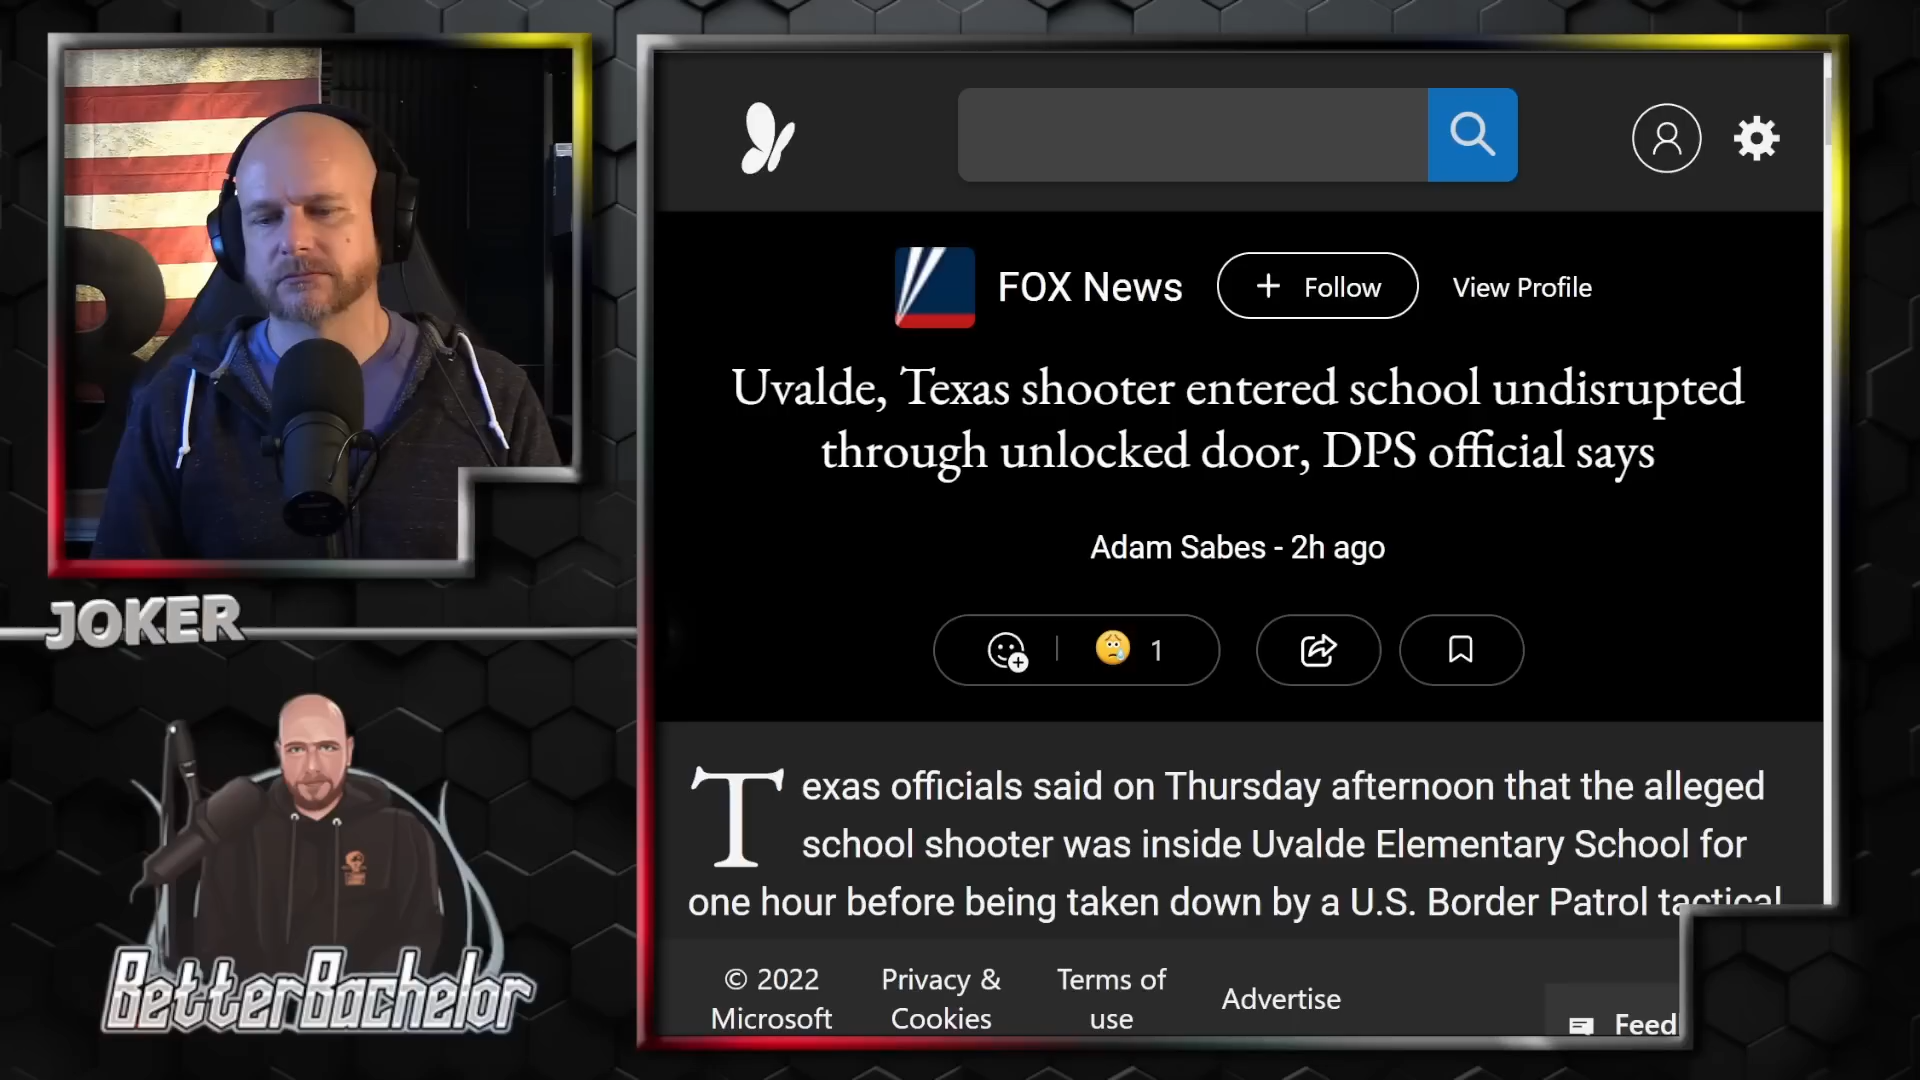 FOX News
+ Follow
View Profile
Uvalde, Texas shooter entered school undisrupted
through unlocked door, DPS official says
Adam Sabes - 2h ago
1
Texas officials said on Thursday afternoon that the alleged
school shooter was inside Uvalde Elementary School for
one hour before being taken down by a U.S. Border Patrol tactical
© 2022
Microsoft
Privacy &
Cookies
Terms of
use
Advertise
Feed
JOKER
BetterBachelor